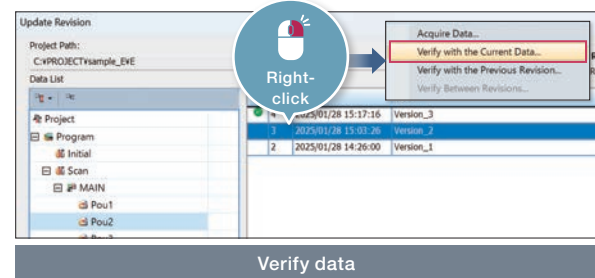 Update Revision
Project Path:
C:¥PROJECT¥sample_E¥E
Data List
Project
Program
Initial
Scan
MAIN
Pou1
Pou2
Right-
click
Acquire Data...
Verify with the Current Data...
Verify with the Previous Revision...
Verify Between Revisions...
4 2025/01/28 15:17:16 Version_3
3 2025/01/28 15:03:26 Version_2
2 2025/01/28 14:26:00 Version_1
Verify data